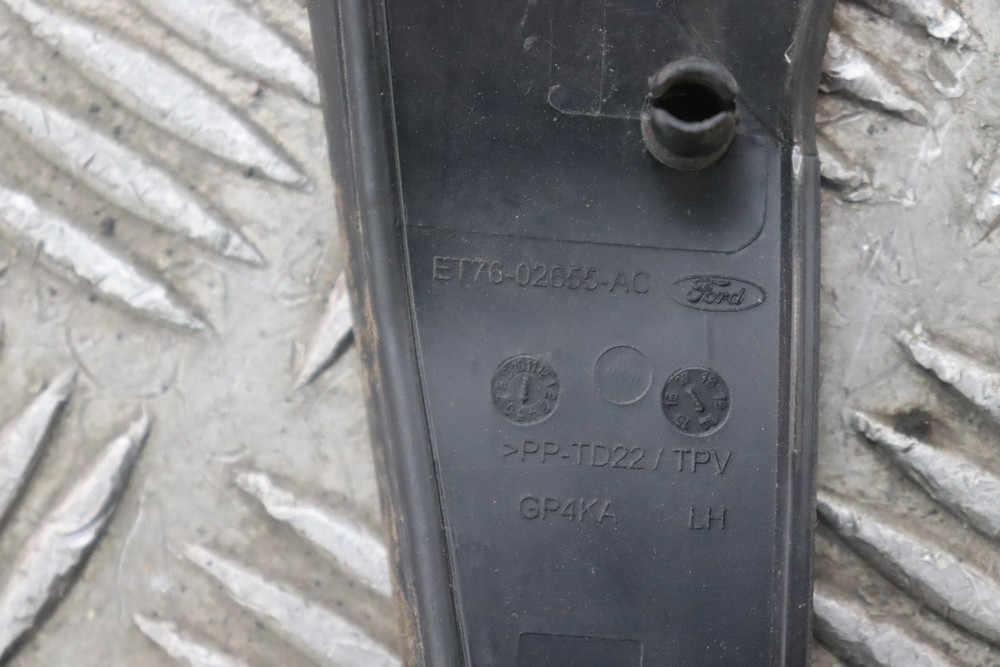 ET76-02655-AC
Ford
>PP-TD22 / TPV
GP4KA LH